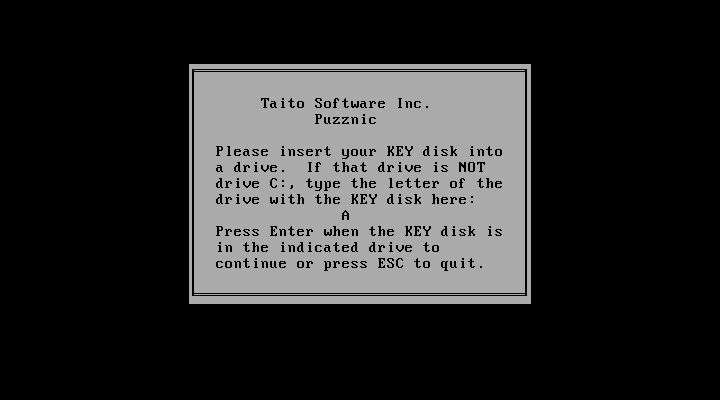 Taito Software Inc.
Puzznic
Please insert your KEY disk into
a drive.  If that drive is NOT
drive C:, type the letter of the
drive with the KEY disk here:
A
Press Enter when the KEY disk is
in the indicated drive to
continue or press ESC to quit.